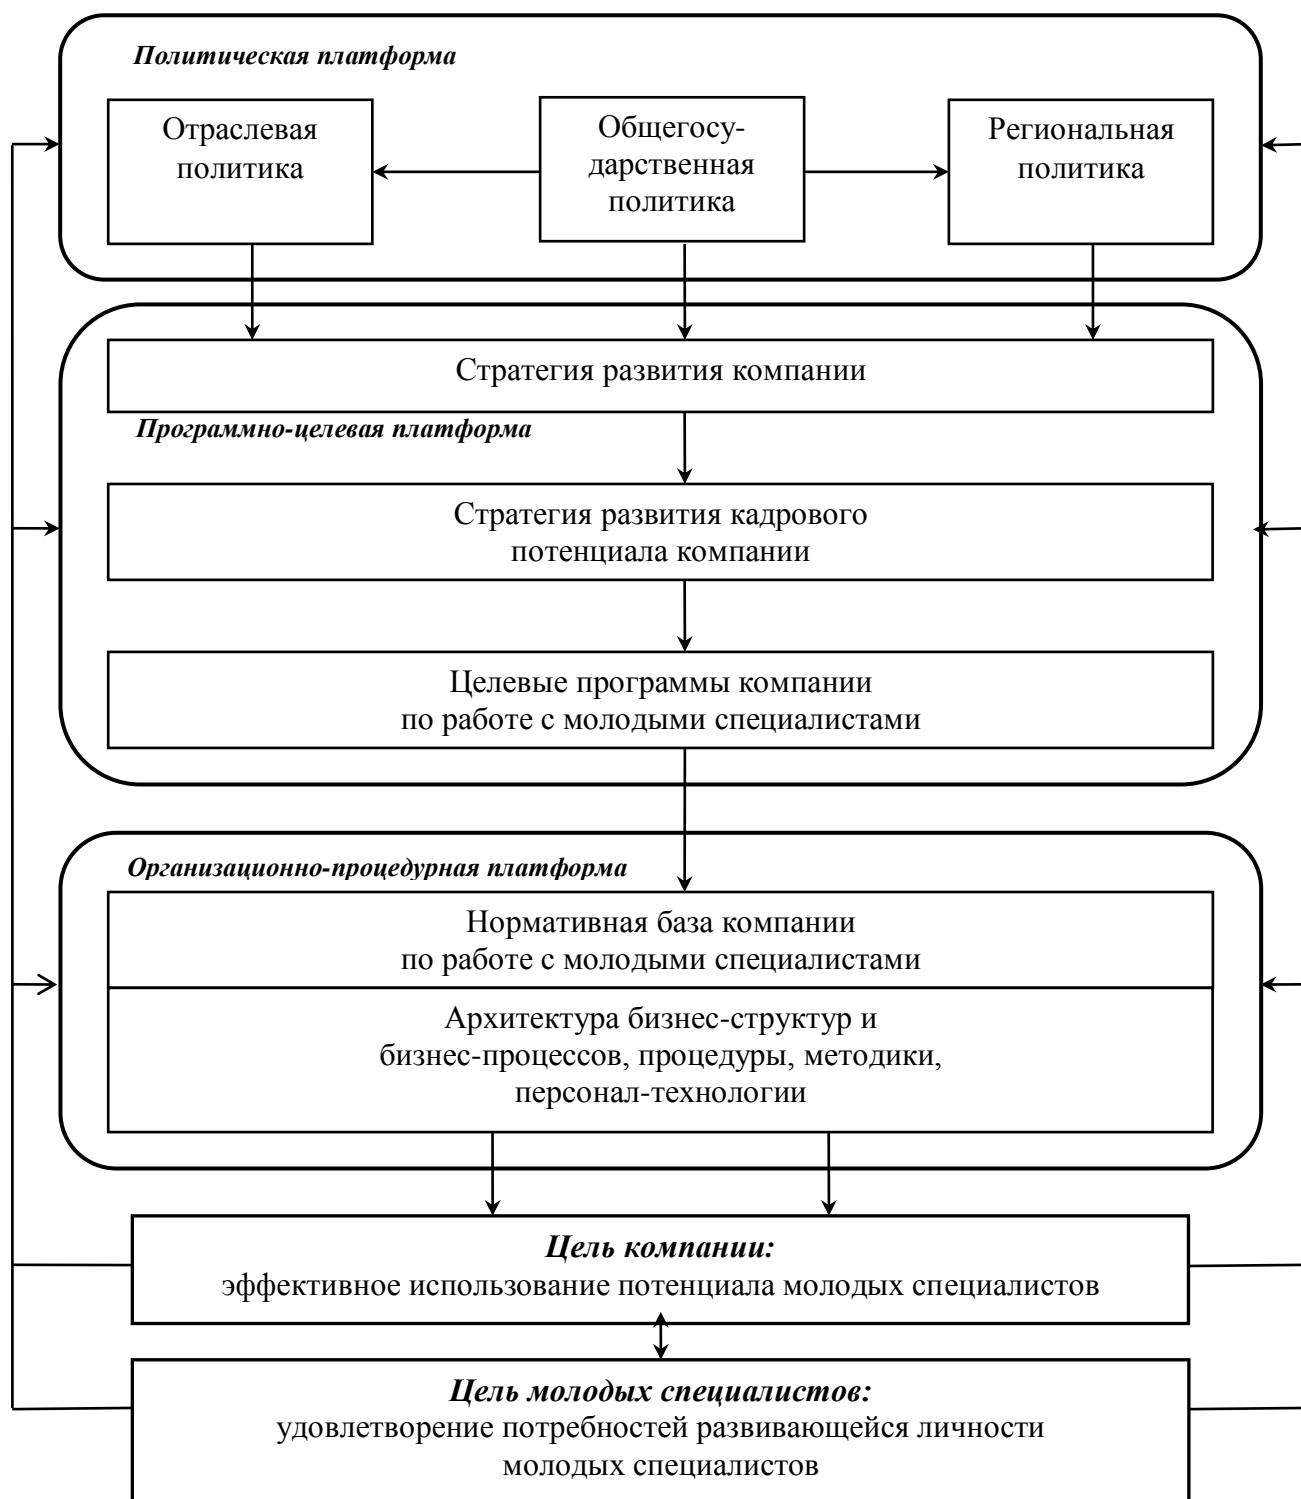 Политическая платформа
Отраслевая
политика
Общегосу-
дарственная
политика
Региональная
политика
Стратегия развития компании
Программно-целевая платформа
Стратегия развития кадрового
потенциала компании
Целевые программы компании
по работе с молодыми специалистами
Организационно-процедурная платформа
Нормативная база компании
по работе с молодыми специалистами
Архитектура бизнес-структур и
бизнес-процессов, процедуры, методики,
персонал-технологии
Цель компании:
эффективное использование потенциала молодых специалистов
Цель молодых специалистов:
удовлетворение потребностей развивающейся личности
молодых специалистов